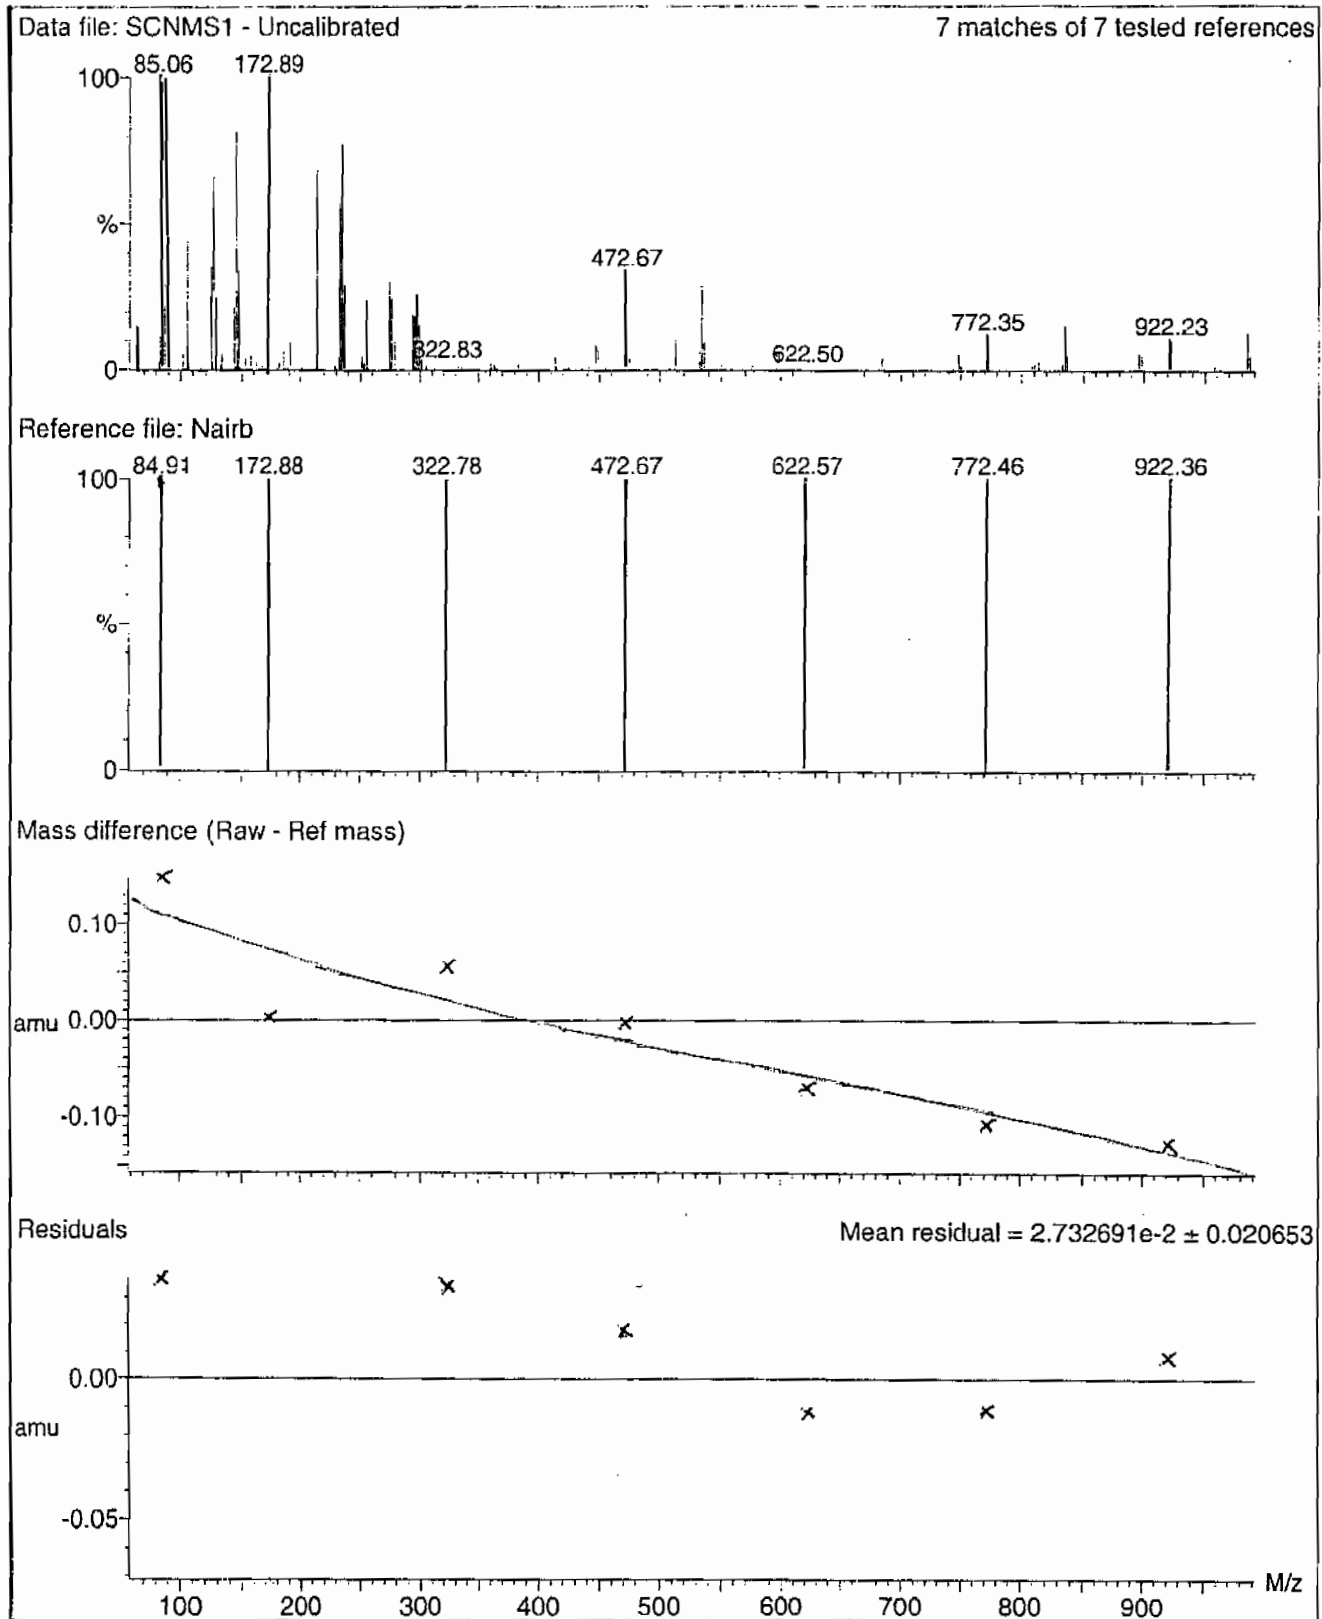 Data file: SCNMS1 - Uncalibrated 7 matches of 7 tested references
85.06 172.89
100
%
472.67
322.83 622.50 772.35 922.23
0
Reference file: Nairb
84.91 172.88 322.78 472.67 622.57 772.46 922.36
100
%
0
Mass difference (Raw - Ref mass)
0.10
amu 0.00
-0.10
Residuals Mean residual = 2.732691e-2 ± 0.020653
0.00
amu
-0.05
M/z
100 200 300 400 500 600 700 800 900